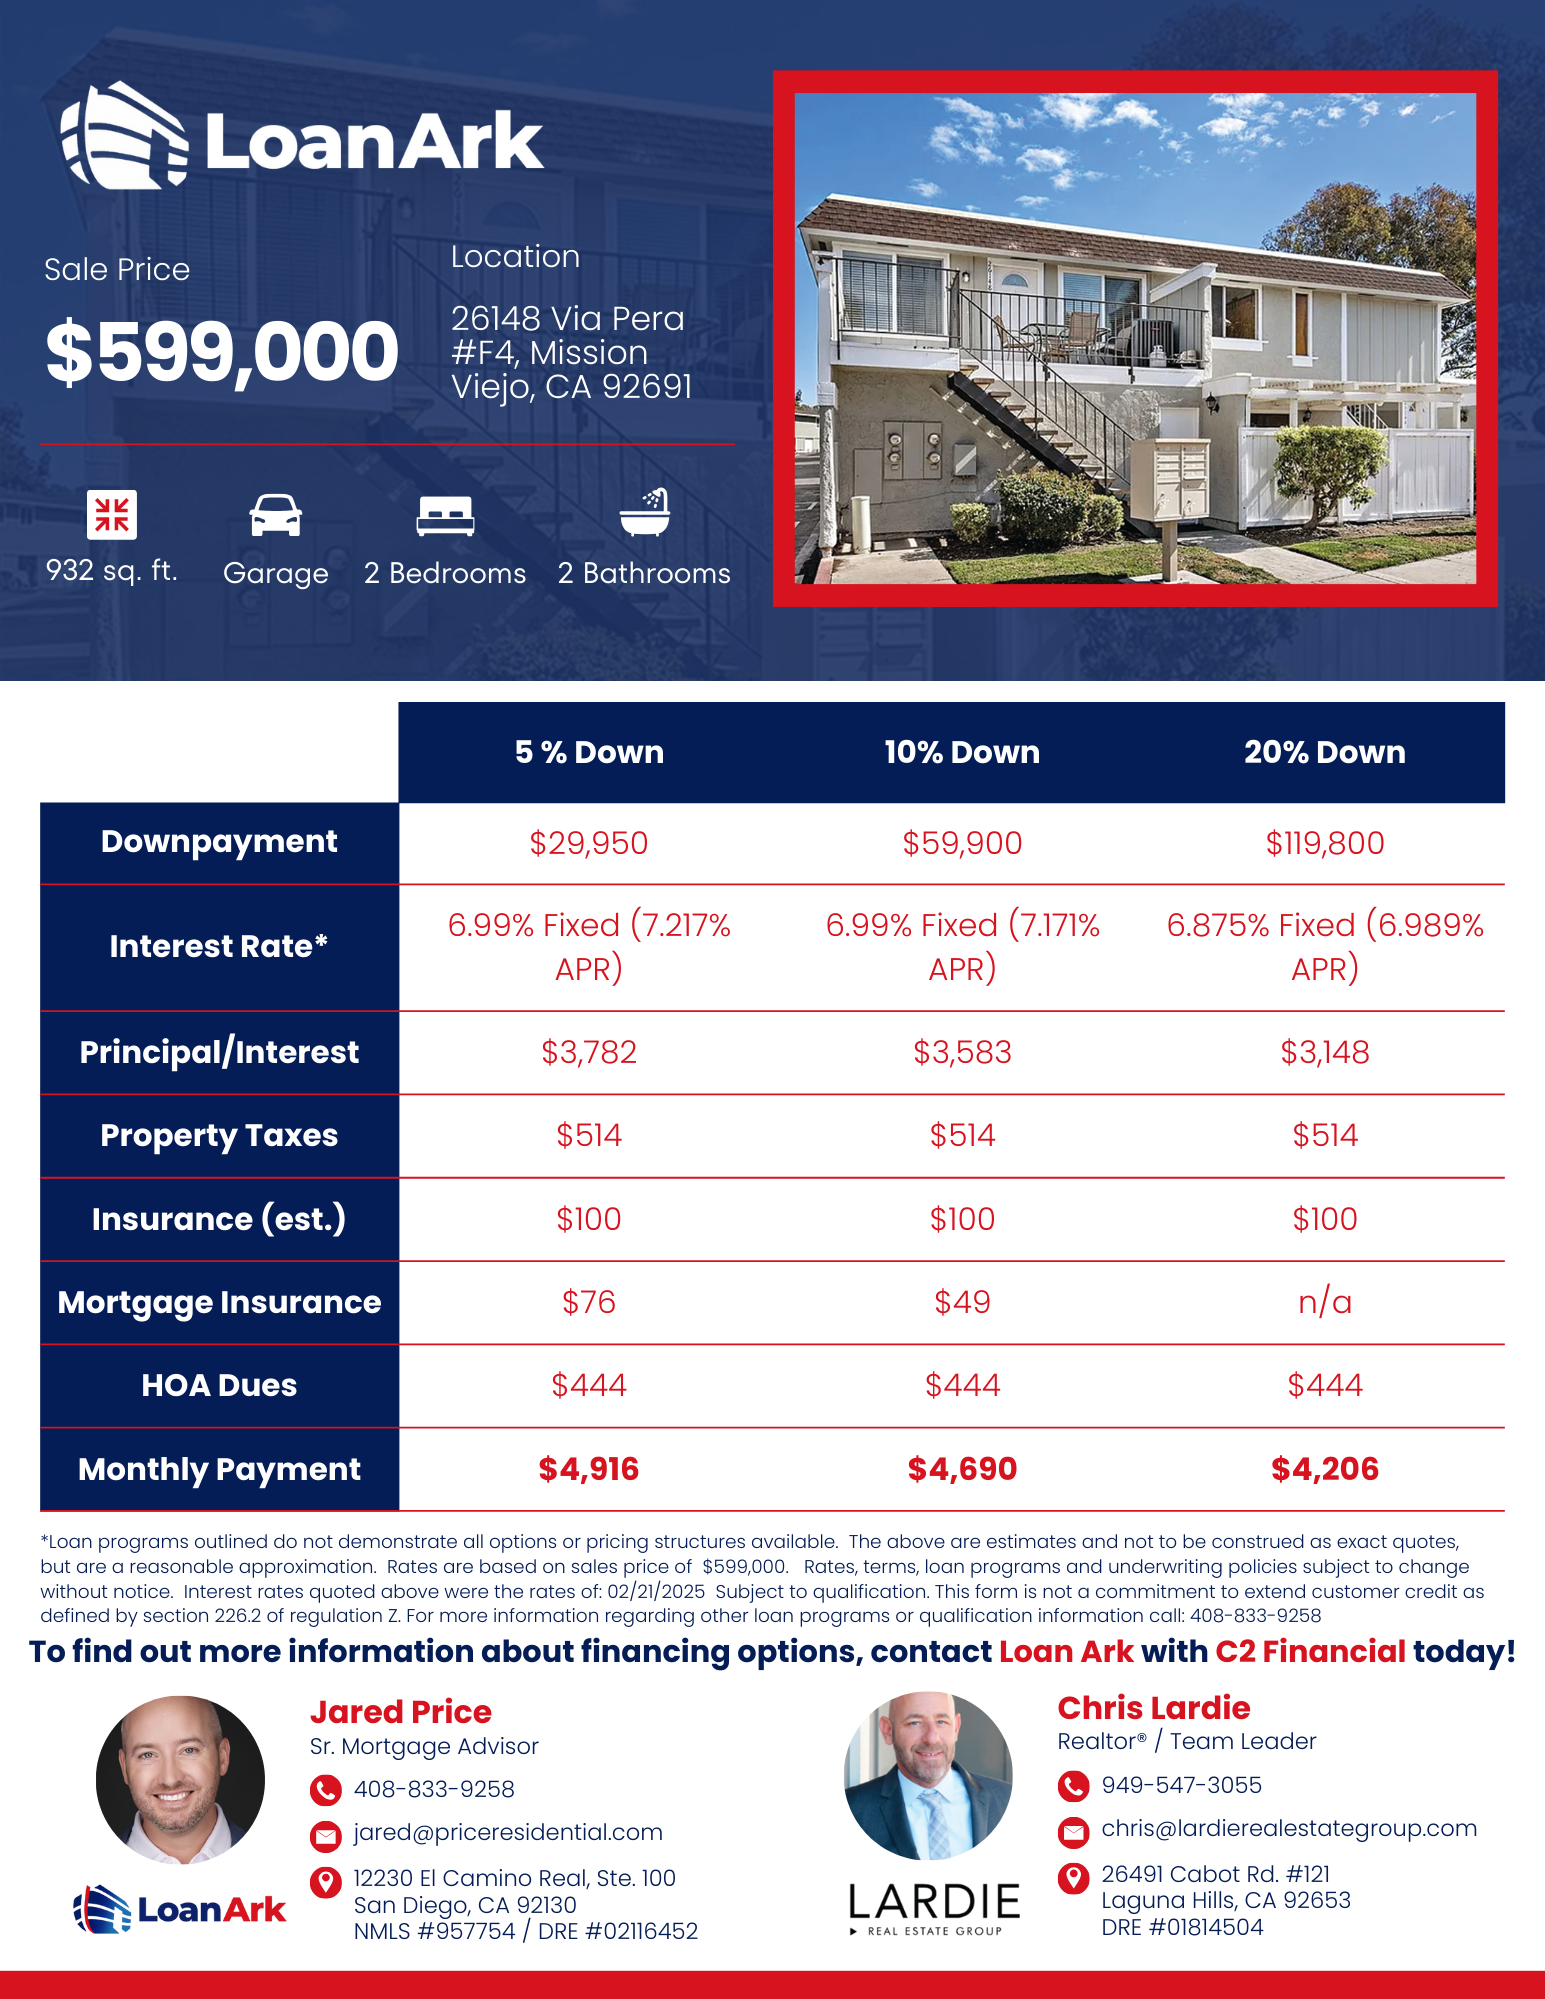 LoanArk
Sale Price
$599,000
Location
26148 Via Pera
#F4, Mission
Viejo, CA 92691
932 sq. ft.
Garage
2 Bedrooms
2 Bathrooms
5 % Down
10% Down
20% Down
Downpayment
$29,950
$59,900
$119,800
Interest Rate*
6.99% Fixed (7.217%
APR)
6.99% Fixed (7.171%
APR)
6.875% Fixed (6.989%
APR)
Principal/Interest
$3,782
$3,583
$3,148
Property Taxes
$514
$514
$514
Insurance (est.)
$100
$100
$100
Mortgage Insurance
$76
$49
n/a
HOA Dues
$444
$444
$444
Monthly Payment
$4,916
$4,690
$4,206
*Loan programs outlined do not demonstrate all options or pricing structures available. The above are estimates and not to be construed as exact quotes,
but are a reasonable approximation. Rates are based on sales price of $599,000. Rates, terms, loan programs and underwriting policies subject to change
without notice. Interest rates quoted above were the rates of: 02/21/2025 Subject to qualification. This form is not a commitment to extend customer credit as
defined by section 226.2 of regulation Z. For more information regarding other loan programs or qualification information call: 408-833-9258
To find out more information about financing options, contact Loan Ark with C2 Financial today!
Jared Price
Sr. Mortgage Advisor
408-833-9258
jared@priceresidential.com
12230 El Camino Real, Ste. 100
San Diego, CA 92130
NMLS #957754 / DRE #02116452
LoanArk
Chris Lardie
Realtor® / Team Leader
949-547-3055
chris@lardierealestategroup.com
26491 Cabot Rd. #121
Laguna Hills, CA 92653
DRE #01814504
LARDIE
REAL ESTATE GROUP